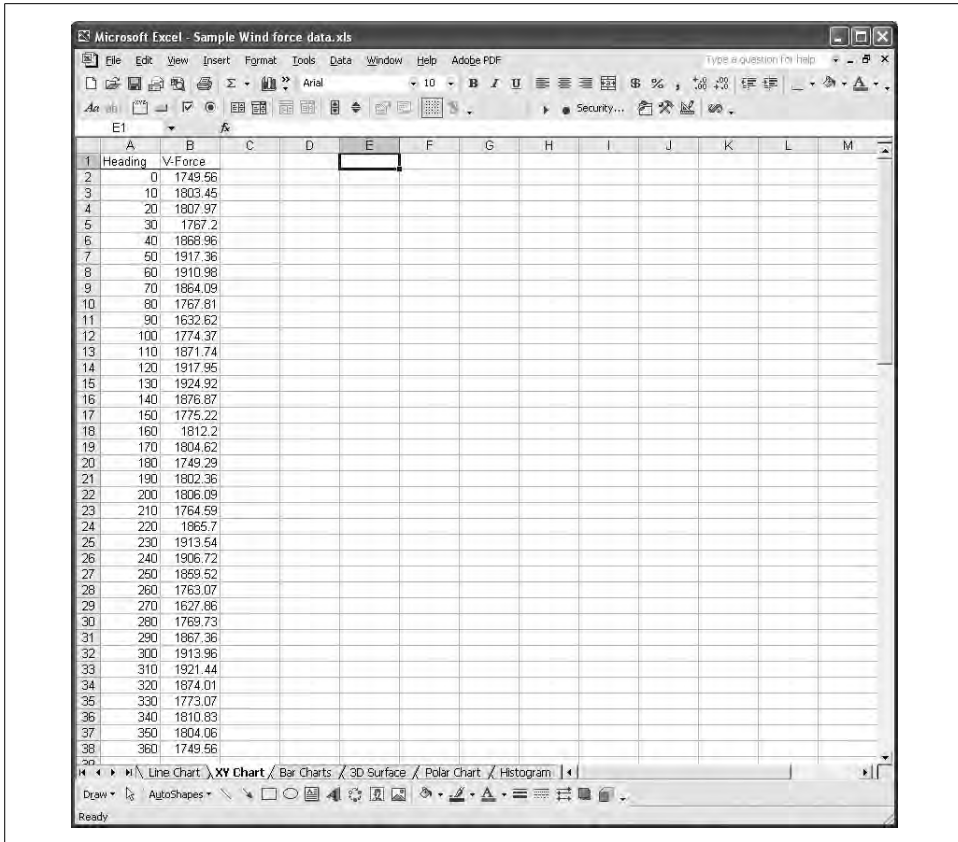 Microsoft Excel - Sample Wind force data.xls
File Edit View Insert Format Tools Data Window Help Adobe PDF Type a question for help
Σ Arial 10 B I U $ % ,
Aa ab Security...
E1 fx
A B C D E F G H I J K L M
1 Heading V-Force
2 0 1749.56
3 10 1803.45
4 20 1807.97
5 30 1767.2
6 40 1868.96
7 50 1917.36
8 60 1910.98
9 70 1864.09
10 80 1767.81
11 90 1632.62
12 100 1774.37
13 110 1871.74
14 120 1917.95
15 130 1924.92
16 140 1876.87
17 150 1775.22
18 160 1812.2
19 170 1804.62
20 180 1749.29
21 190 1802.36
22 200 1806.09
23 210 1764.59
24 220 1865.7
25 230 1913.54
26 240 1906.72
27 250 1859.52
28 260 1763.07
29 270 1627.86
30 280 1769.73
31 290 1867.36
32 300 1913.96
33 310 1921.44
34 320 1874.01
35 330 1773.07
36 340 1810.83
37 350 1804.06
38 360 1749.56
Line Chart XY Chart Bar Charts 3D Surface Polar Chart Histogram
Draw AutoShapes A
Ready